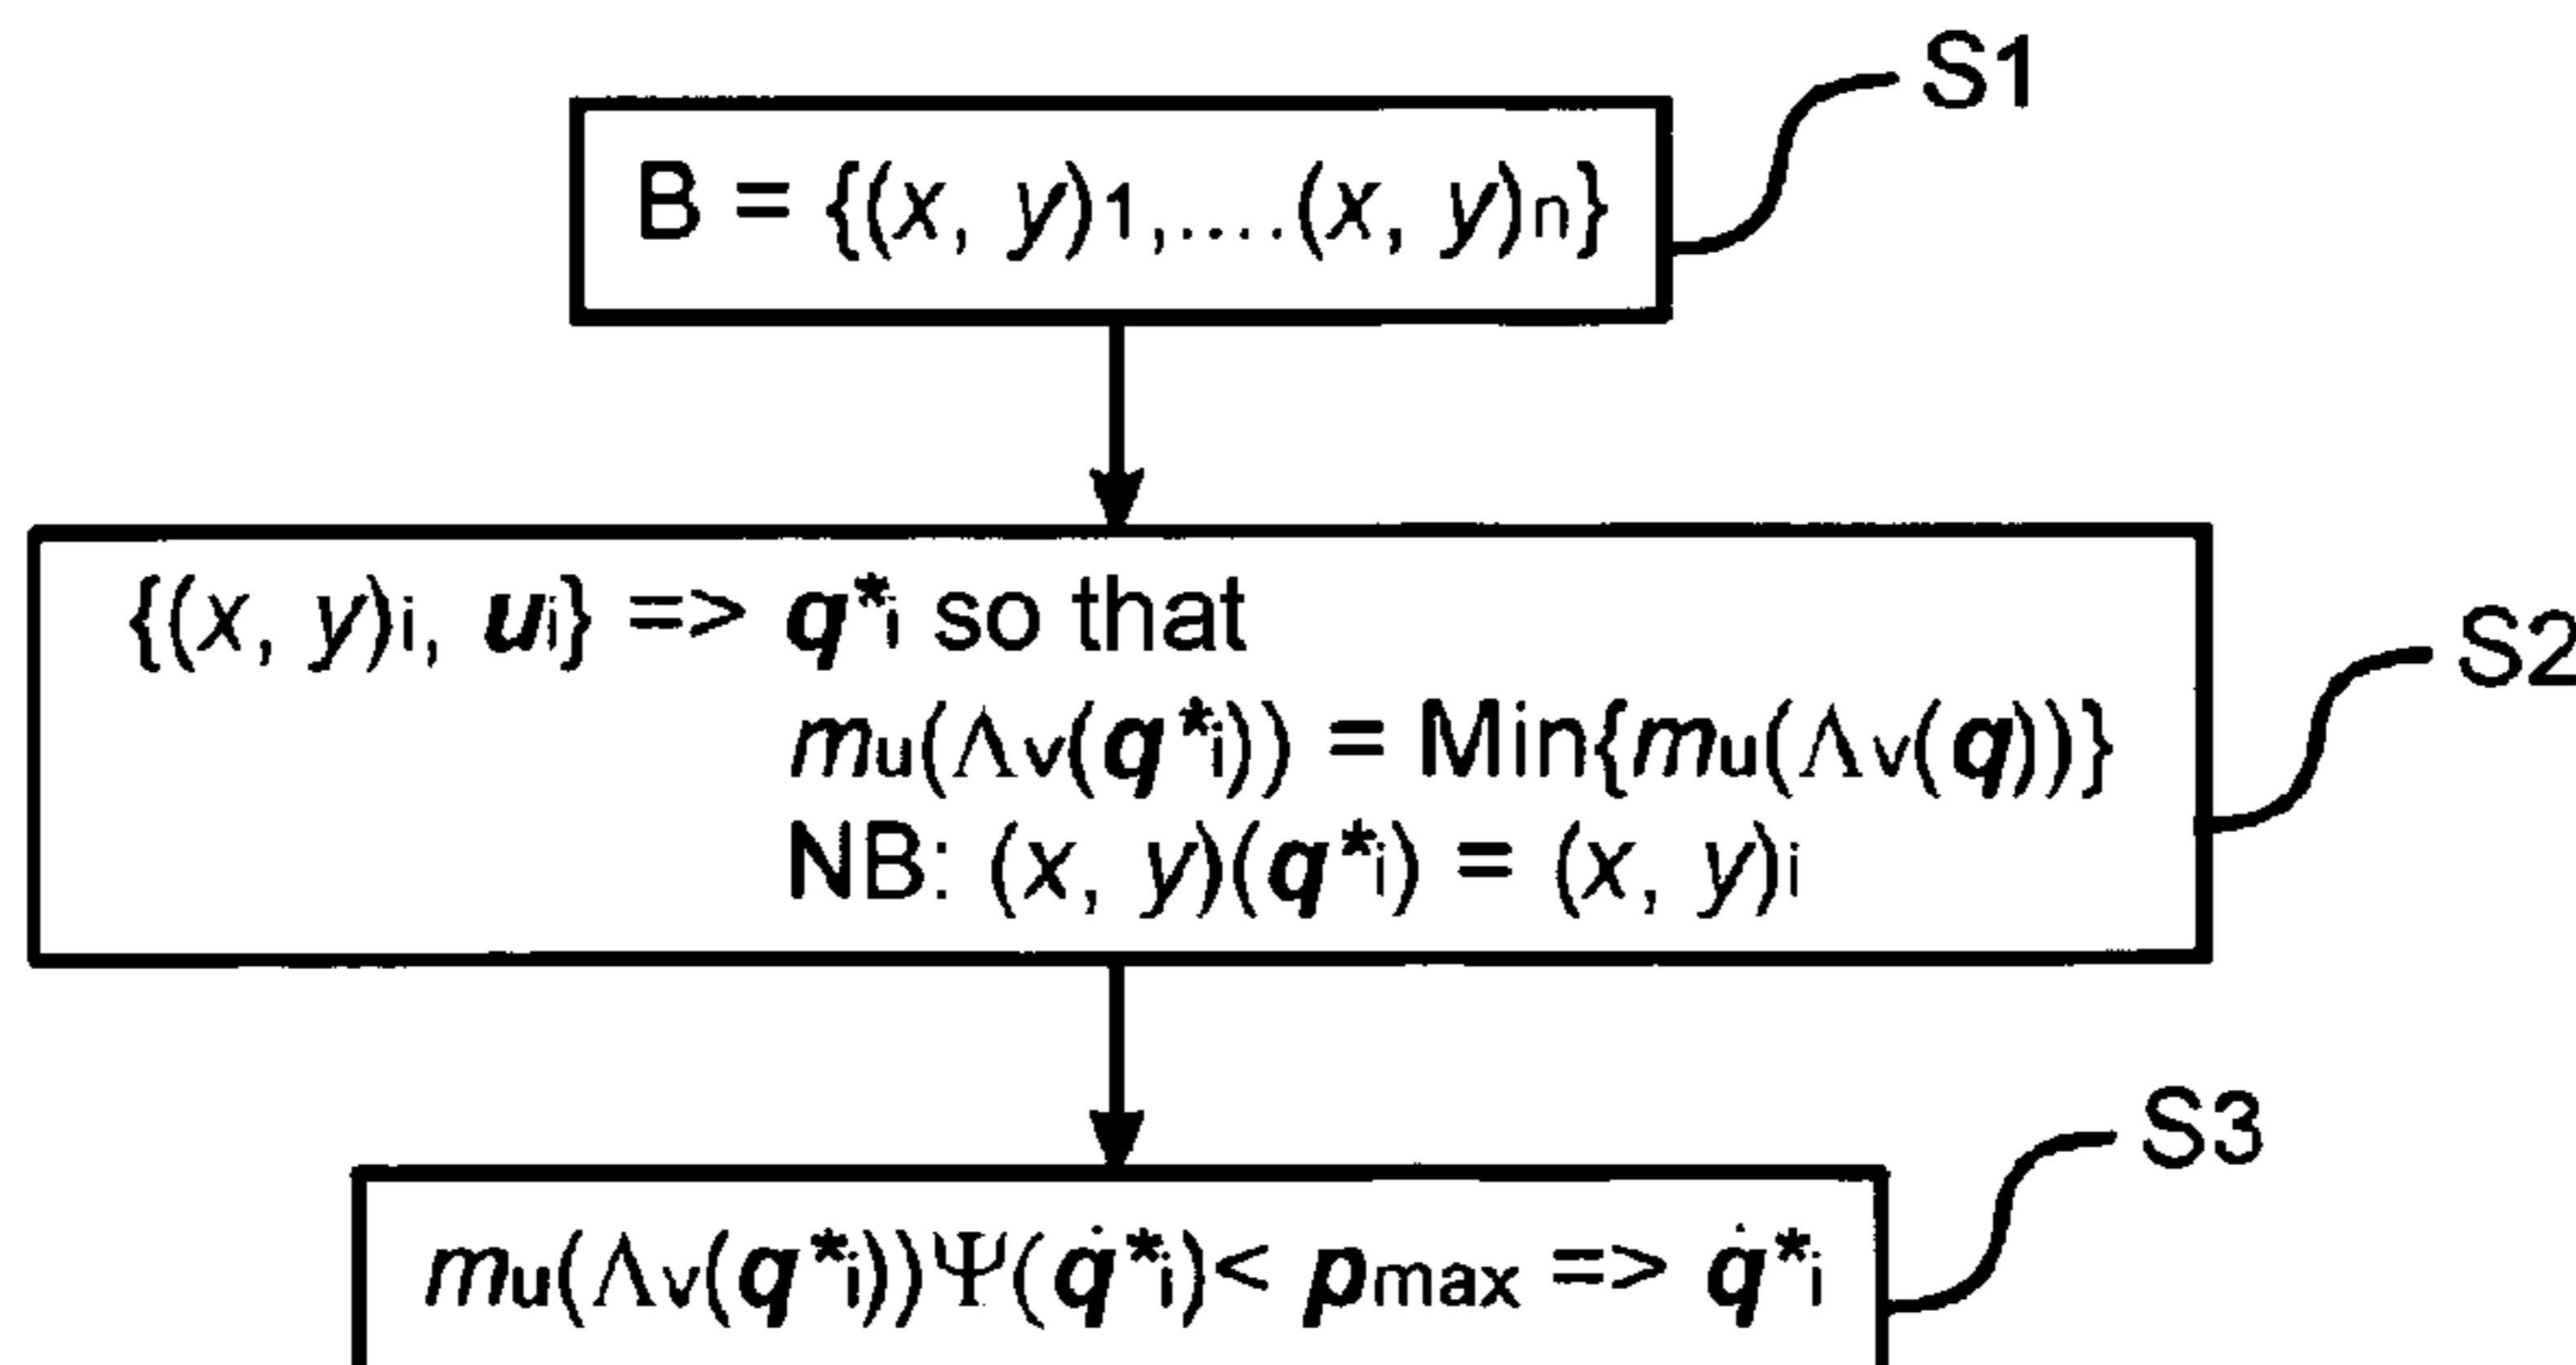 S1
B = {(x, y)1,....(x, y)n}
{(x, y)i, ui} => q*i so that
mu(Λv(q*i)) = Min{mu(Λv(q))}
S2
NB: (x, y)(q*i) = (x, y)i
S3
mu(Λv(q*i))Ψ(q̇*i)< pmax => q̇*i